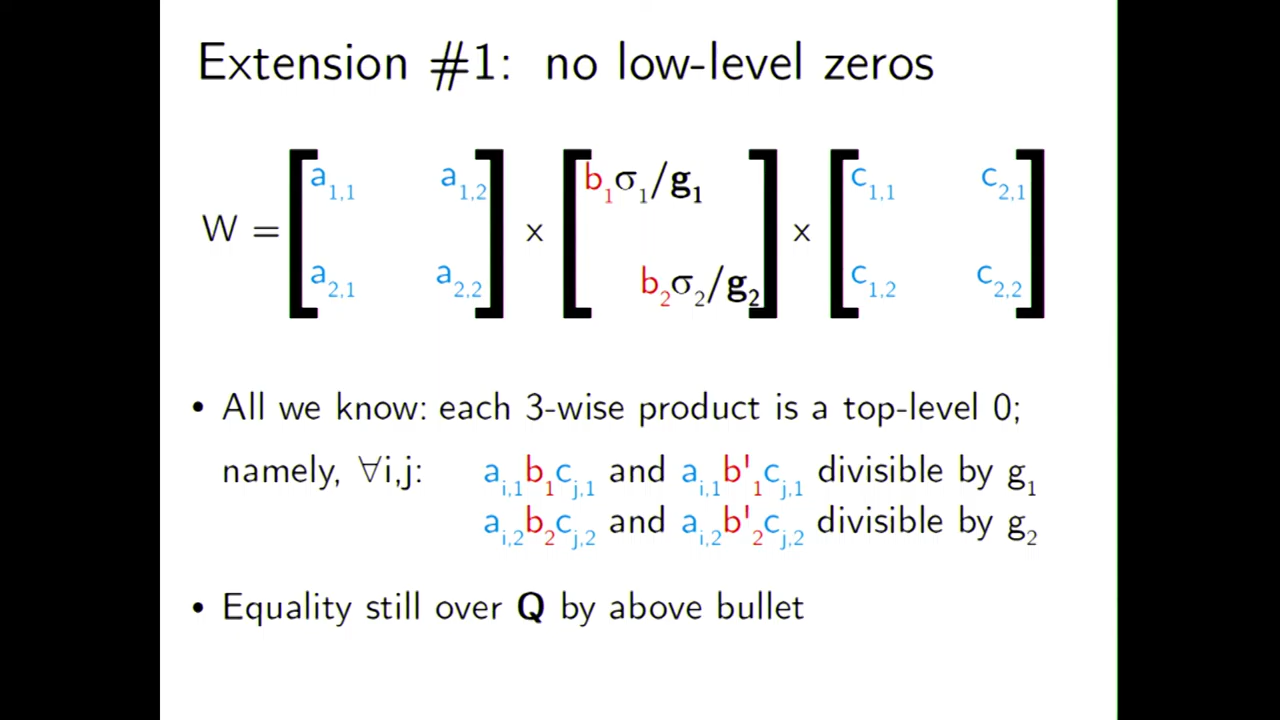 Extension #1: no low-level zeros
a1,1 a1,2 b1σ1/g1 c1,1 c2,1
W = [ ] x [ ] x [ ]
a2,1 a2,2 b2σ2/g2 c1,2 c2,2
• All we know: each 3-wise product is a top-level 0;
namely, ∀i,j: ai,1b1cj,1 and ai,1b'1cj,1 divisible by g1
ai,2b2cj,2 and ai,2b'2cj,2 divisible by g2
• Equality still over Q by above bullet